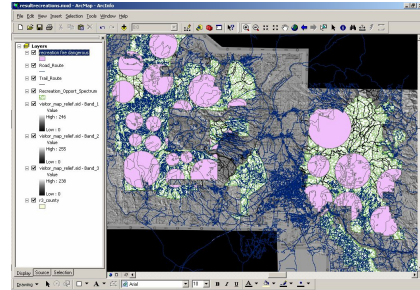 resultrecreations.mxd - ArcMap - ArcInfo
File Edit View Insert Selection Tools Window Help
Layers
recreation fire dangerous
Road_Route
Trail_Route
Recreation_Opport_Spectrum
visitor_map_relief.sid - Band_1
Value
High : 246
Low : 0
visitor_map_relief.sid - Band_2
Value
High : 255
Low : 0
visitor_map_relief.sid - Band_3
Value
High : 238
Low : 0
r3_county
Display Source Selection
Drawing
Arial
10
B I U A